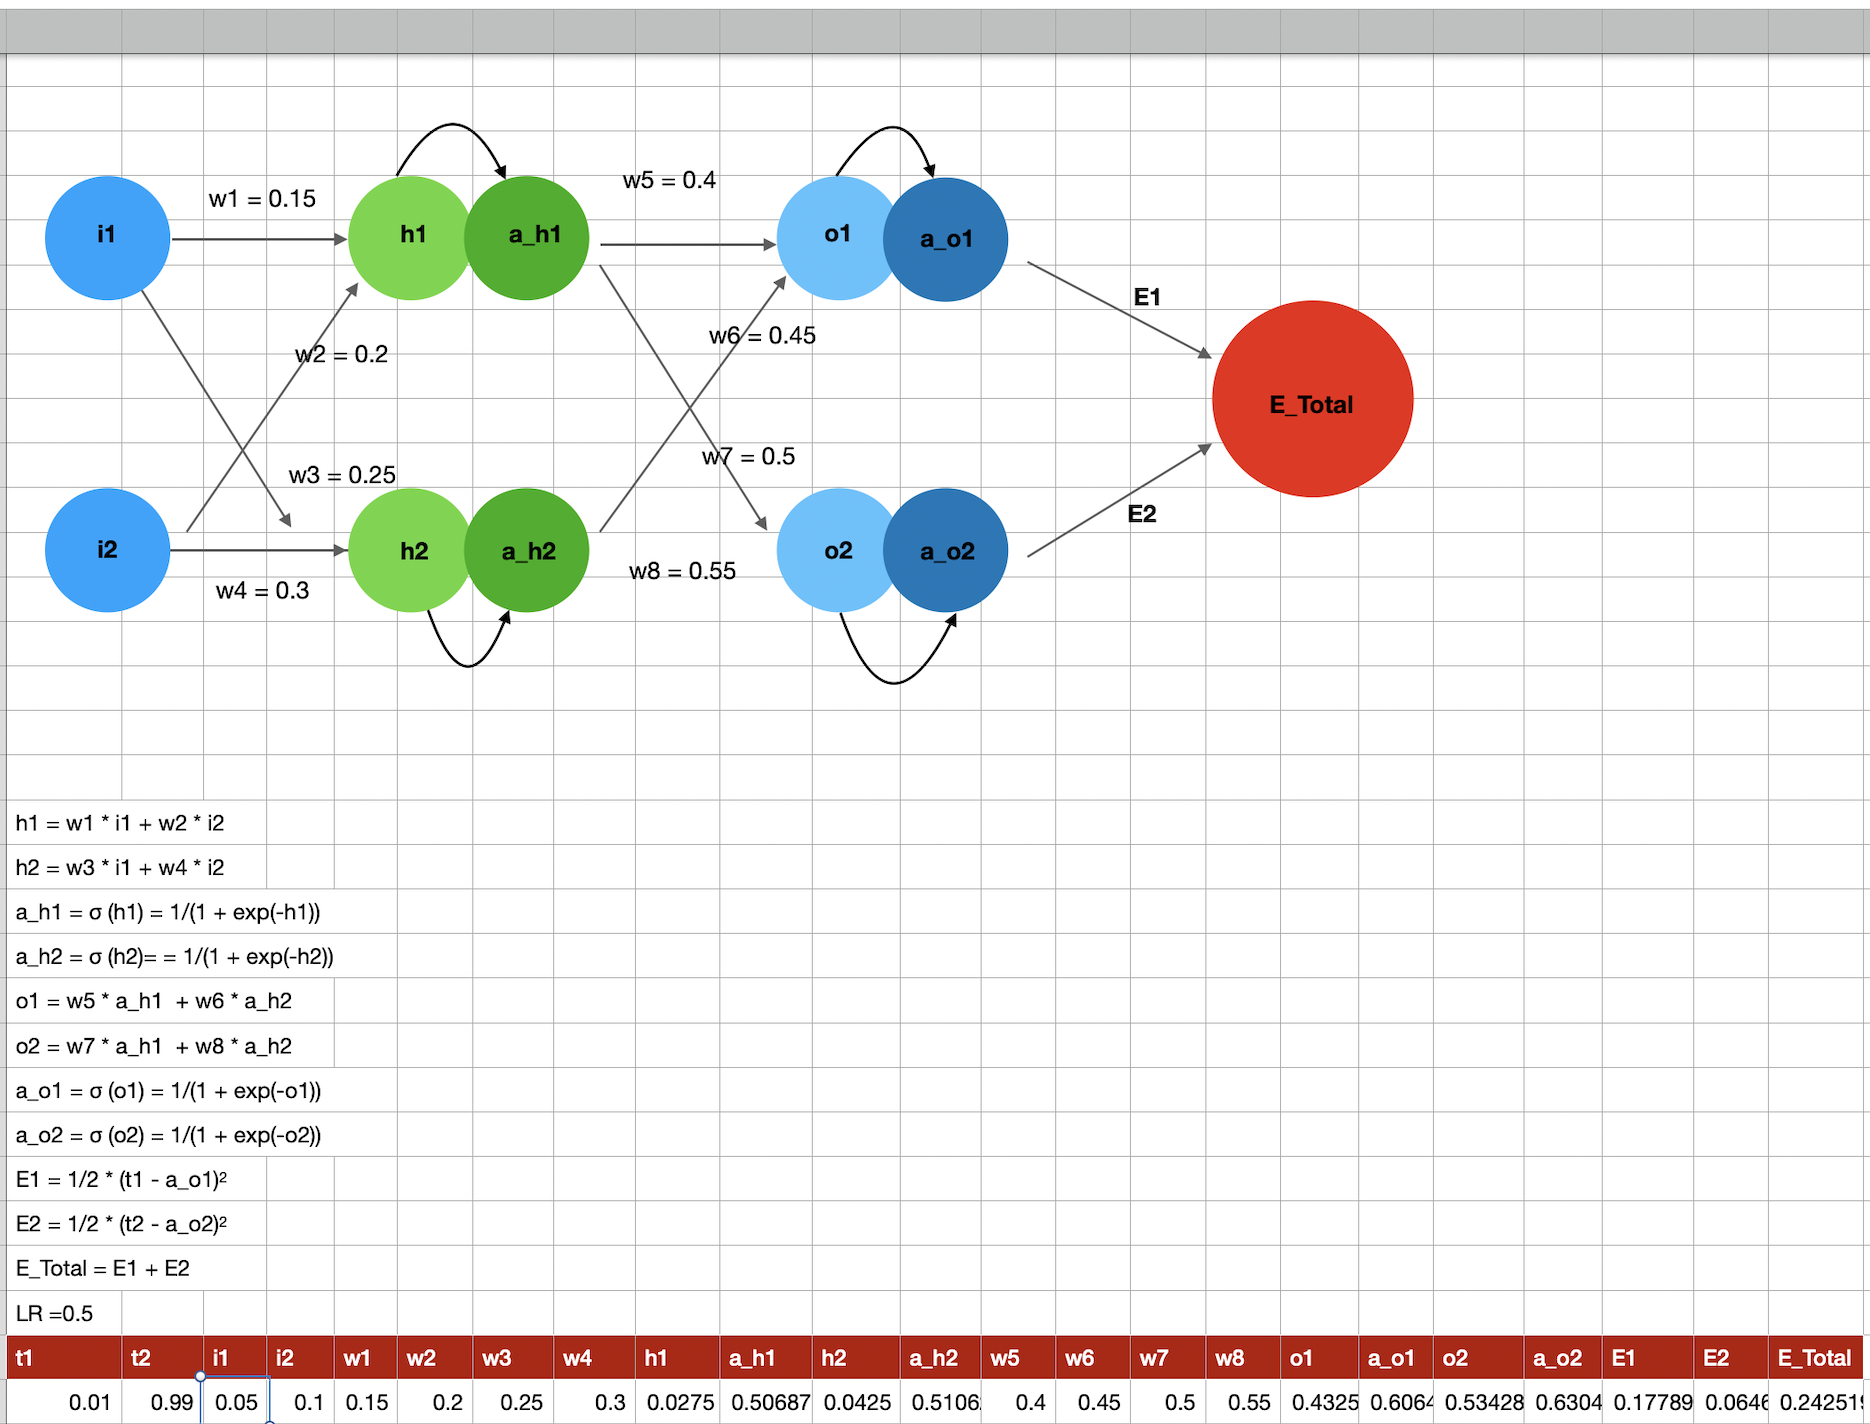 w1 = 0.15
w5 = 0.4
i1
h1
a_h1
o1
a_o1
E1
w2 = 0.2
w6 = 0.45
E_Total
w3 = 0.25
w7 = 0.5
E2
i2
h2
a_h2
o2
a_o2
w4 = 0.3
w8 = 0.55
h1 = w1 * i1 + w2 * i2
h2 = w3 * i1 + w4 * i2
a_h1 = σ (h1) = 1/(1 + exp(-h1))
a_h2 = σ (h2)= = 1/(1 + exp(-h2))
o1 = w5 * a_h1 + w6 * a_h2
o2 = w7 * a_h1 + w8 * a_h2
a_o1 = σ (o1) = 1/(1 + exp(-o1))
a_o2 = σ (o2) = 1/(1 + exp(-o2))
E1 = 1/2 * (t1 - a_o1)²
E2 = 1/2 * (t2 - a_o2)²
E_Total = E1 + E2
LR =0.5
t1 t2 i1 i2 w1 w2 w3 w4 h1 a_h1 h2 a_h2 w5 w6 w7 w8 o1 a_o1 o2 a_o2 E1 E2 E_Total
0.01 0.99 0.05 0.1 0.15 0.2 0.25 0.3 0.0275 0.50687 0.0425 0.5106 0.4 0.45 0.5 0.55 0.4325 0.6064 0.53428 0.6304 0.17789 0.0646 0.24251